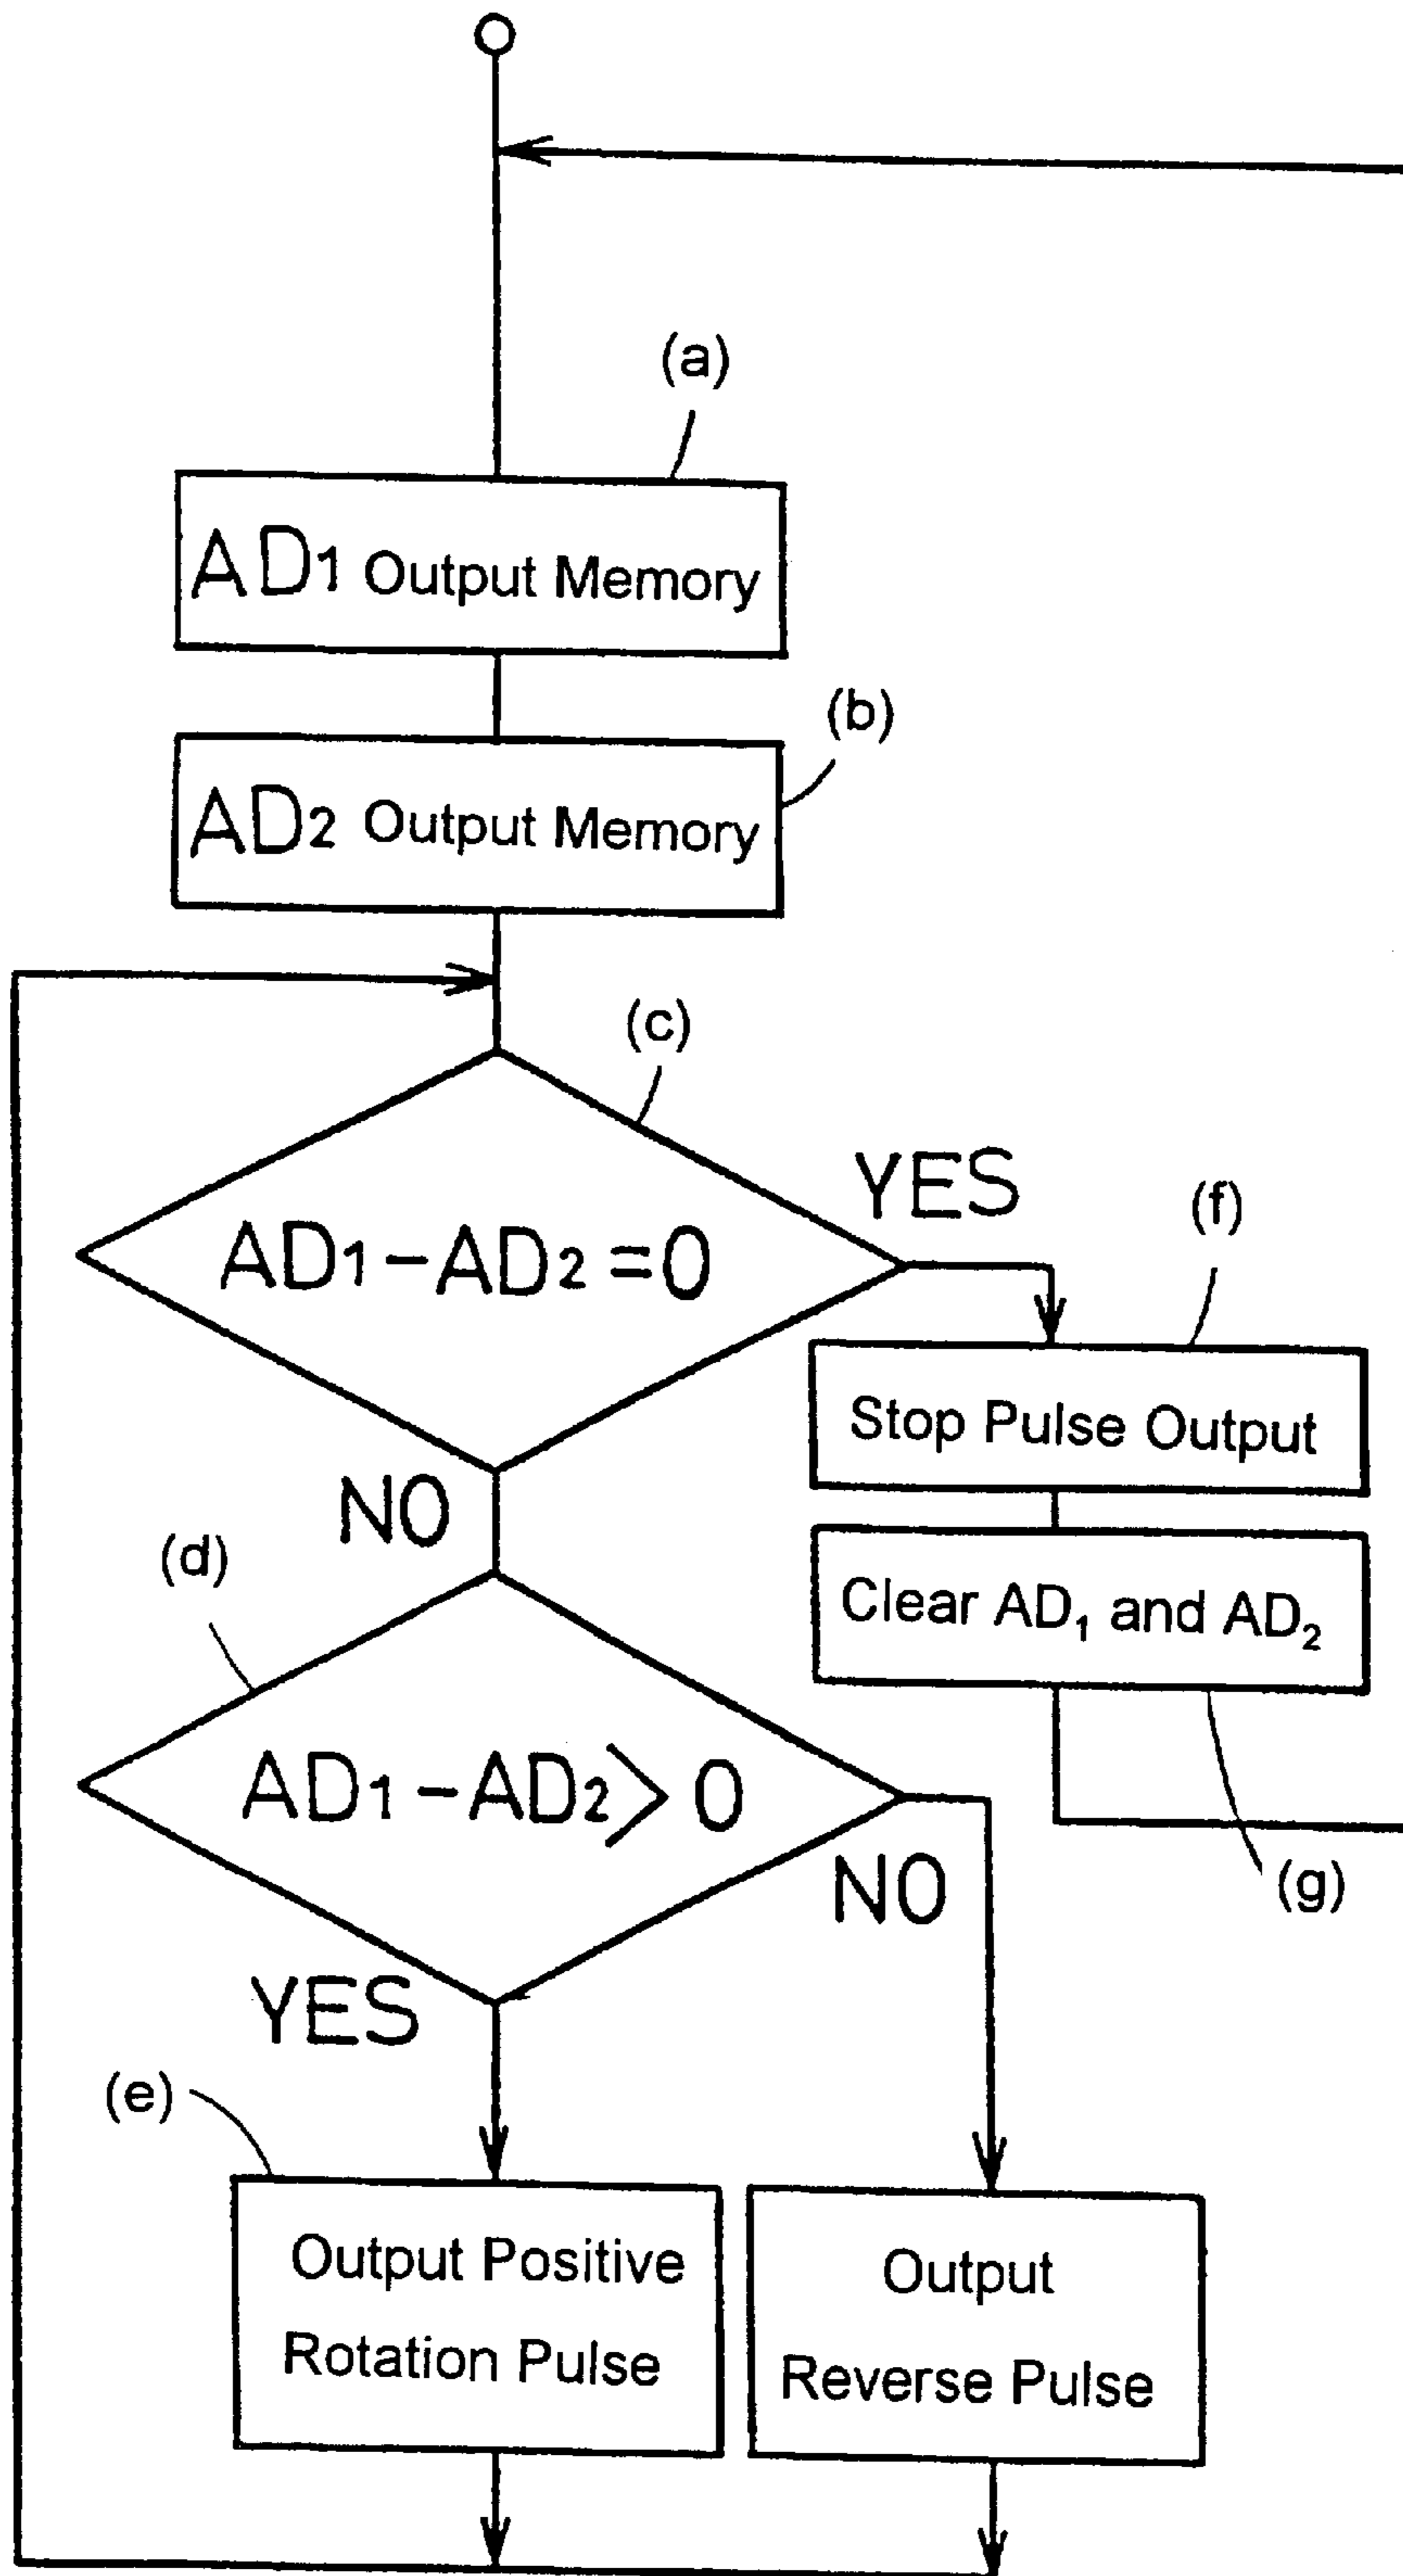 (a)
AD1 Output Memory
(b)
AD2 Output Memory
(c)
YES
AD1-AD2=0
(f)
Stop Pulse Output
NO
(d)
Clear AD₁ and AD₂
AD1-AD2>0
NO
(g)
YES
(e)
Output Positive
Rotation Pulse
Output
Reverse Pulse